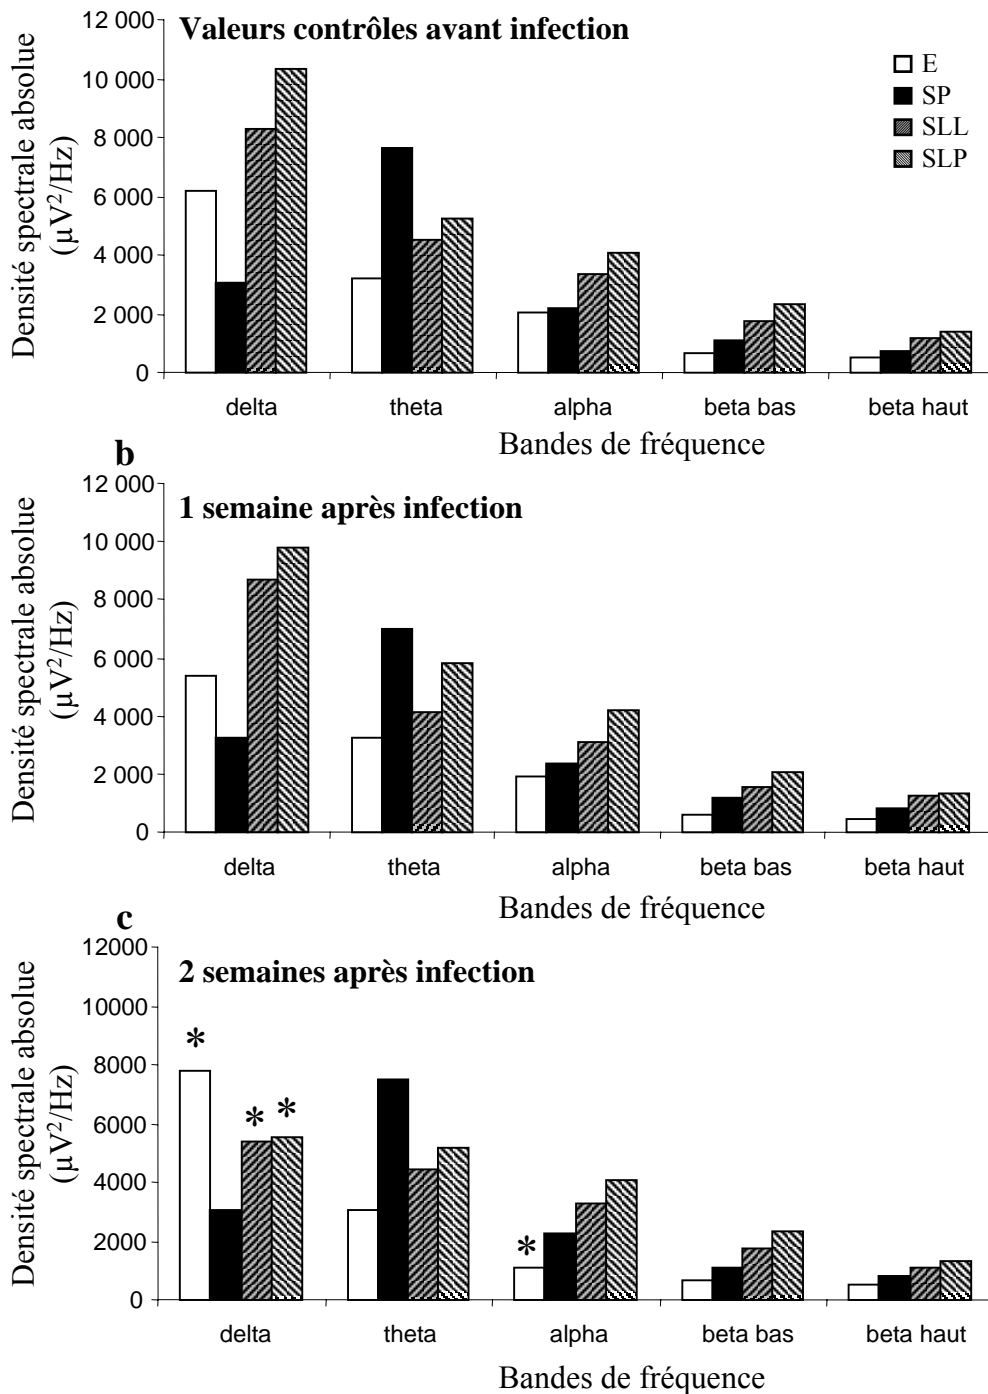 Valeurs contrôles avant infection
E
SP
SLL
SLP
Densité spectrale absolue
(µV²/Hz)
12 000
10 000
8 000
6 000
4 000
2 000
0
delta theta alpha beta bas beta haut
Bandes de fréquence
b
1 semaine après infection
Densité spectrale absolue
(µV²/Hz)
12 000
10 000
8 000
6 000
4 000
2 000
0
delta theta alpha beta bas beta haut
Bandes de fréquence
c
2 semaines après infection
Densité spectrale absolue
(µV²/Hz)
12000
10000
8000
6000
4000
2000
0
* * *
*
delta theta alpha beta bas beta haut
Bandes de fréquence